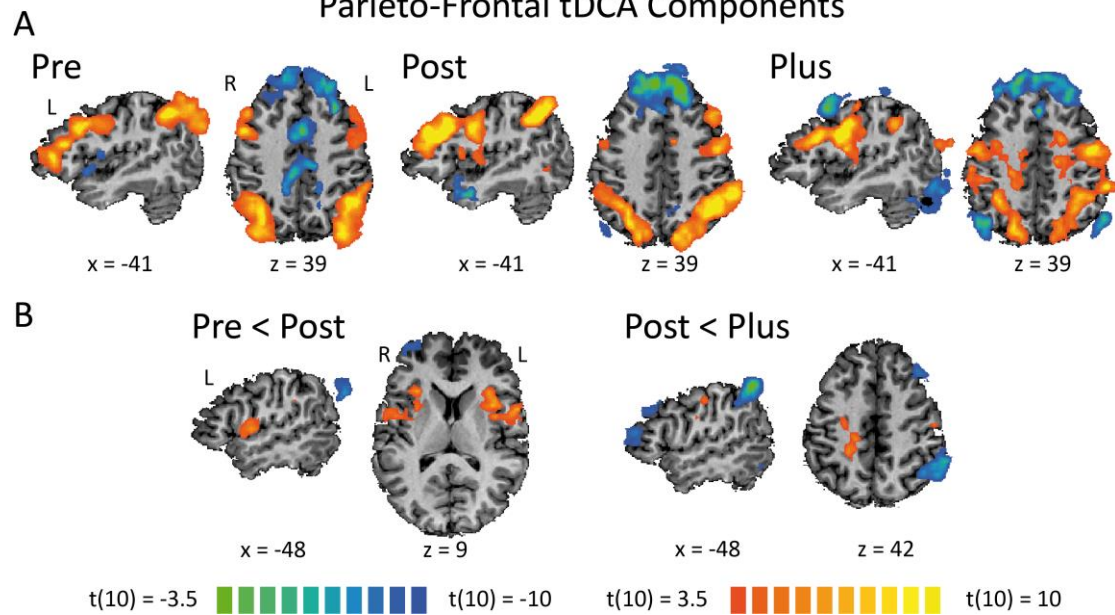 Parieto-Frontal tDCA Components
A
Pre Post Plus
L R L
x = -41 z = 39 x = -41 z = 39 x = -41 z = 39
B
Pre < Post Post < Plus
L R L
x = -48 z = 9 x = -48 z = 42
t(10) = -3.5 t(10) = -10 t(10) = 3.5 t(10) = 10